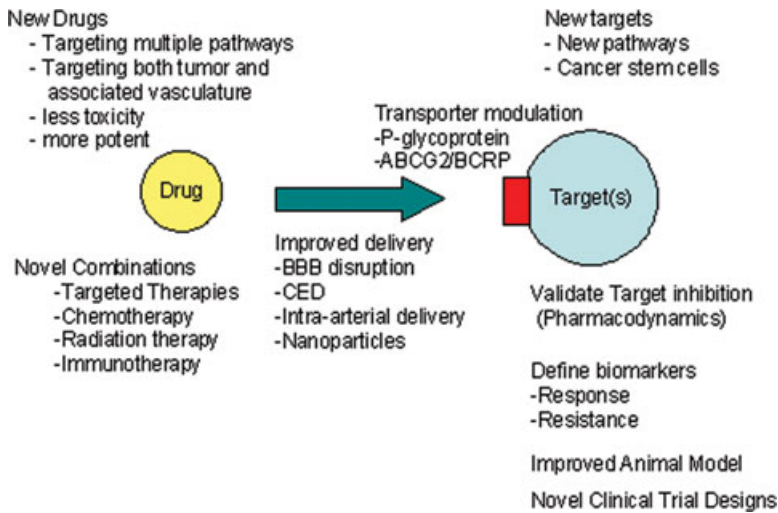 New Drugs
- Targeting multiple pathways
- Targeting both tumor and
associated vasculature
- less toxicity
- more potent
Drug
Novel Combinations
-Targeted Therapies
-Chemotherapy
-Radiation therapy
-Immunotherapy
Transporter modulation
-P-glycoprotein
-ABCG2/BCRP
Improved delivery
-BBB disruption
-CED
-Intra-arterial delivery
-Nanoparticles
New targets
- New pathways
- Cancer stem cells
Target(s)
Validate Target inhibition
(Pharmacodynamics)
Define biomarkers
-Response
-Resistance
Improved Animal Model
Novel Clinical Trial Designs